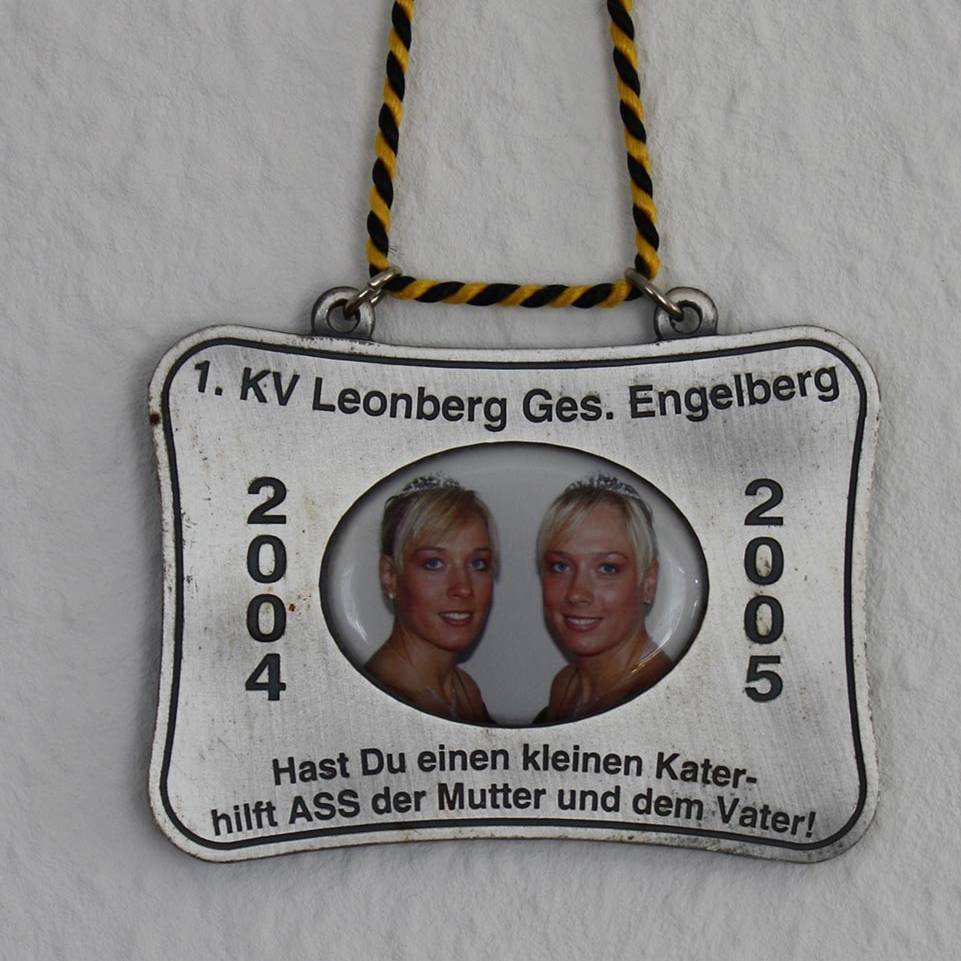 1. KV Leonberg Ges. Engelberg
2004
2005
Hast Du einen kleinen Kater-
hilft ASS der Mutter und dem Vater!